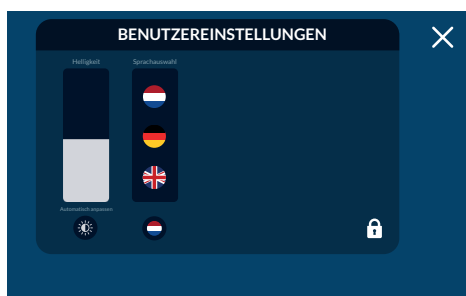 BENUTZEREINSTELLUNGEN
Helligkeit
Sprachauswahl
Automatisch anpassen